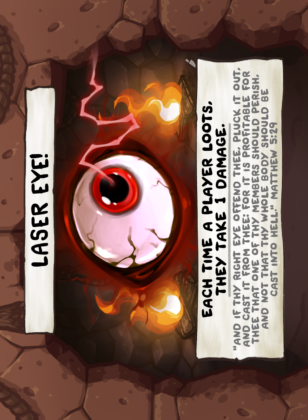 LASER EYE!
EACH TIME A PLAYER LOOTS,
THEY TAKE 1 DAMAGE.
"AND IF THY RIGHT EYE OFFEND THEE, PLUCK IT OUT,
AND CAST IT FROM THEE: FOR IT IS PROFITABLE FOR
THEE THAT ONE OF THY MEMBERS SHOULD PERISH,
AND NOT THAT THY WHOLE BODY SHOULD BE
CAST INTO HELL." MATTHEW 5:29